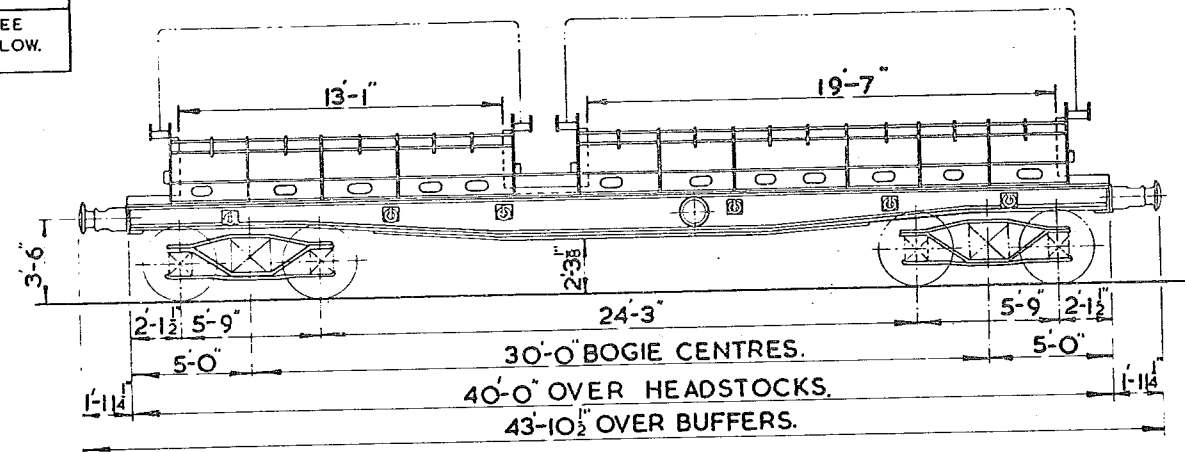 EE
LOW.
13'-1"
19'-7"
3'-6"
2'-3⅛"
2'-1½" 5'-9" 24'-3" 5'-9" 2'-1½"
5'-0" 30'-0" BOGIE CENTRES. 5'-0"
1'-11¼" 40'-0" OVER HEADSTOCKS. 1'-11¼"
43'-10½" OVER BUFFERS.